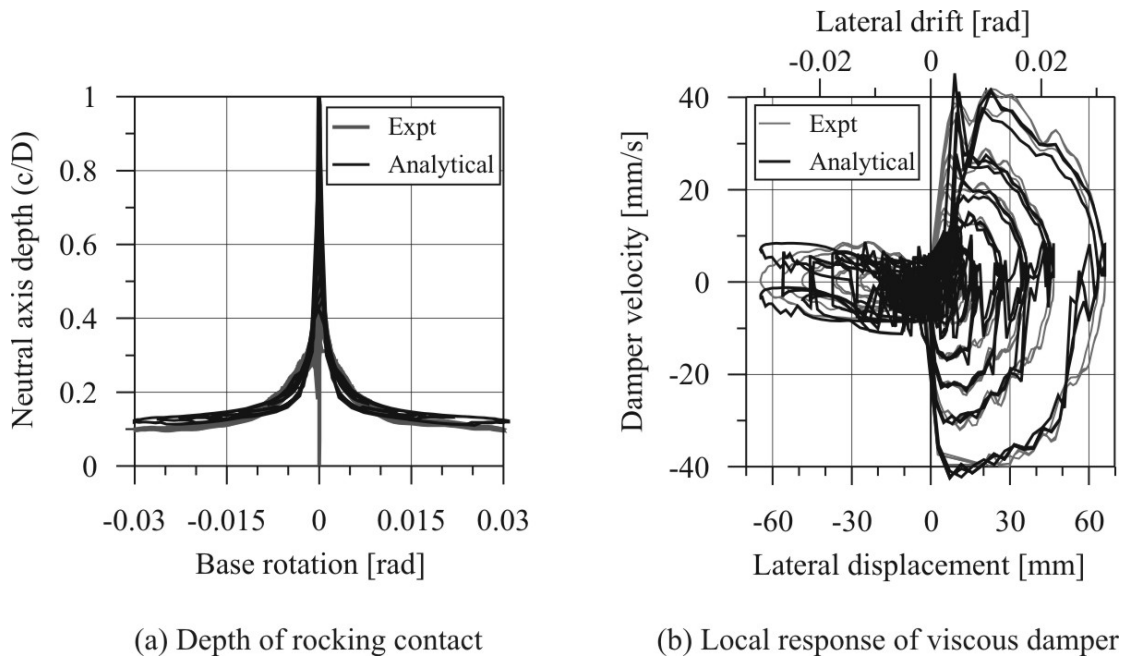 Neutral axis depth (c/D)
1
0.8
0.6
0.4
0.2
0
Expt
Analytical
-0.03 -0.015 0 0.015 0.03
Base rotation [rad]
(a) Depth of rocking contact
Lateral drift [rad]
-0.02 0 0.02
Damper velocity [mm/s]
40
20
0
-20
-40
Expt
Analytical
-60 -30 0 30 60
Lateral displacement [mm]
(b) Local response of viscous damper